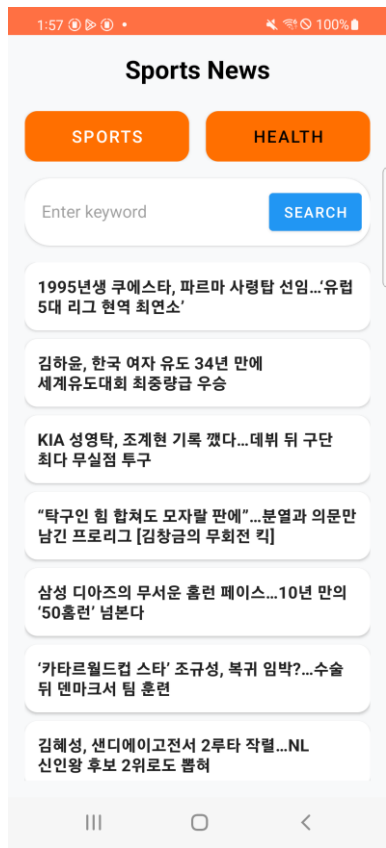 1:57
100%
Sports News
SPORTS
HEALTH
Enter keyword
SEARCH
1995년생 쿠에스타, 파르마 사령탑 선임…‘유럽
5대 리그 현역 최연소’
김하윤, 한국 여자 유도 34년 만에
세계유도대회 최중량급 우승
KIA 성영탁, 조계현 기록 깼다…데뷔 뒤 구단
최다 무실점 투구
“탁구인 힘 합쳐도 모자랄 판에”…분열과 의문만
남긴 프로리그 [김창금의 무회전 킥]
삼성 디아즈의 무서운 홈런 페이스…10년 만의
‘50홈런’ 넘본다
‘카타르월드컵 스타’ 조규성, 복귀 임박?…수술
뒤 덴마크서 팀 훈련
김혜성, 샌디에이고전서 2루타 작렬…NL
신인왕 후보 2위로도 뽑혀